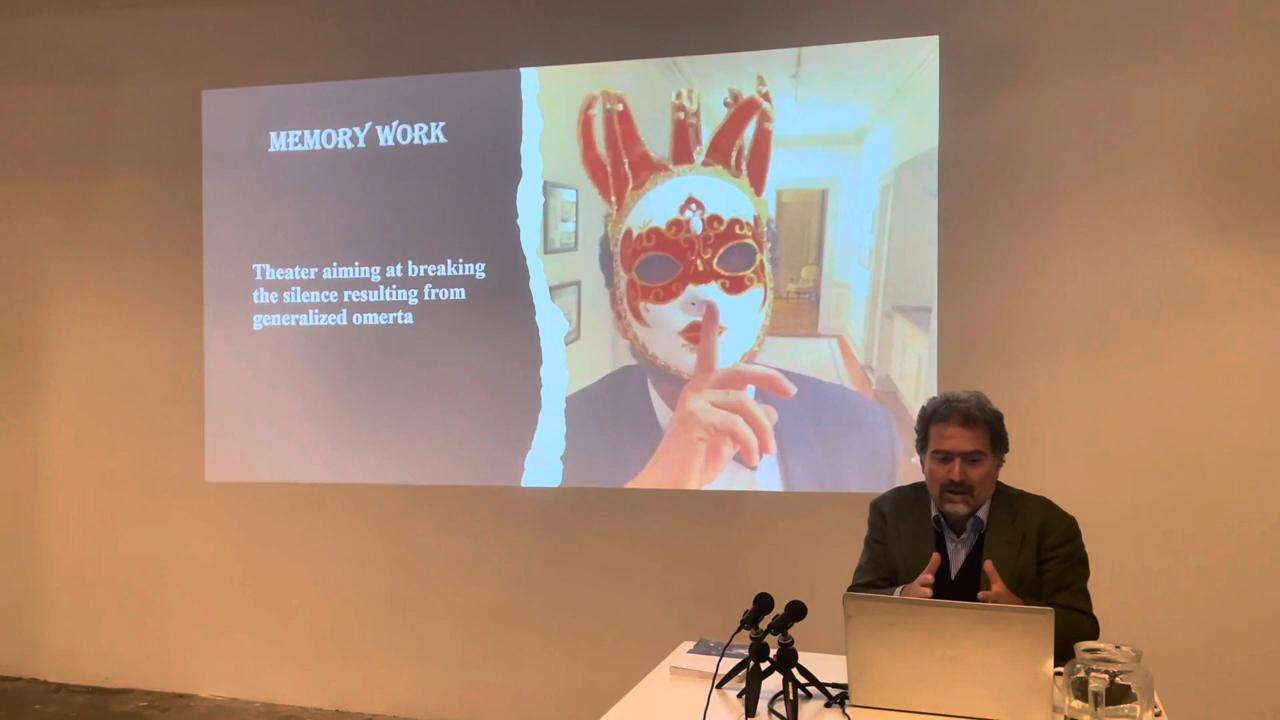 MEMORY WORK
Theater aiming at breaking
the silence resulting from
generalized omerta